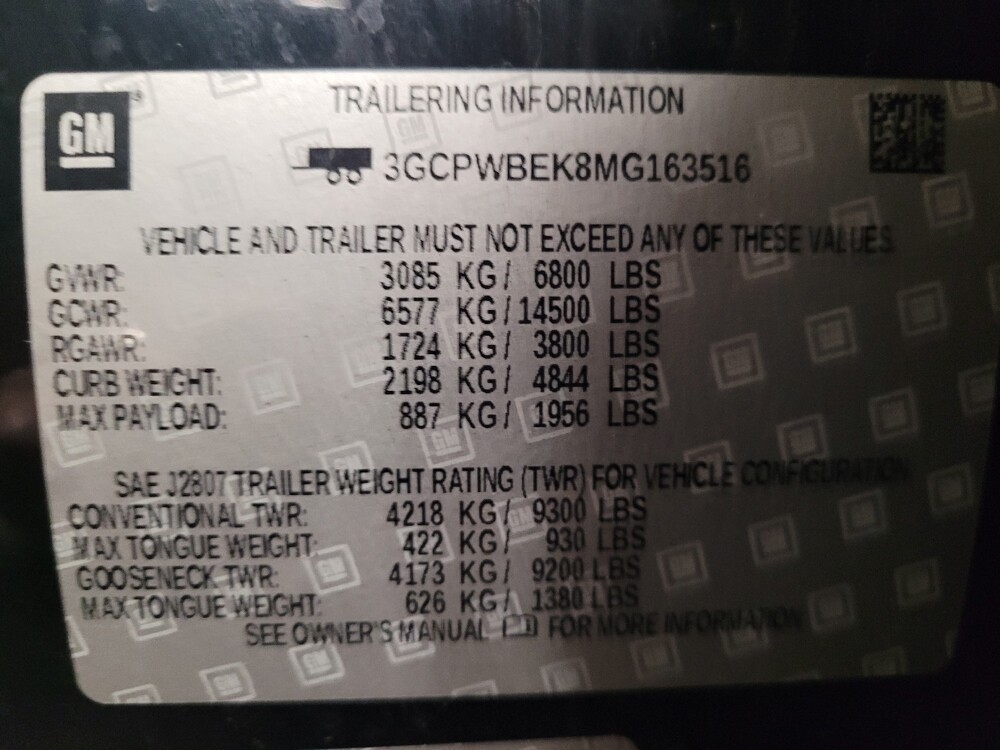 GM
TRAILERING INFORMATION
3GCPWBEK8MG163516
VEHICLE AND TRAILER MUST NOT EXCEED ANY OF THESE VALUES
GVWR: 3085 KG/ 6800 LBS
GCWR: 6577 KG/ 14500 LBS
RGAWR: 1724 KG/ 3800 LBS
CURB WEIGHT: 2198 KG/ 4844 LBS
MAX PAYLOAD: 887 KG/ 1956 LBS
SAE J2807 TRAILER WEIGHT RATING (TWR) FOR VEHICLE CONFIGURATION
CONVENTIONAL TWR: 4218 KG/ 9300 LBS
MAX TONGUE WEIGHT: 422 KG/ 930 LBS
GOOSENECK TWR: 4173 KG/ 9200 LBS
MAX TONGUE WEIGHT: 626 KG/ 1380 LBS
SEE OWNER'S MANUAL FOR MORE INFORMATION